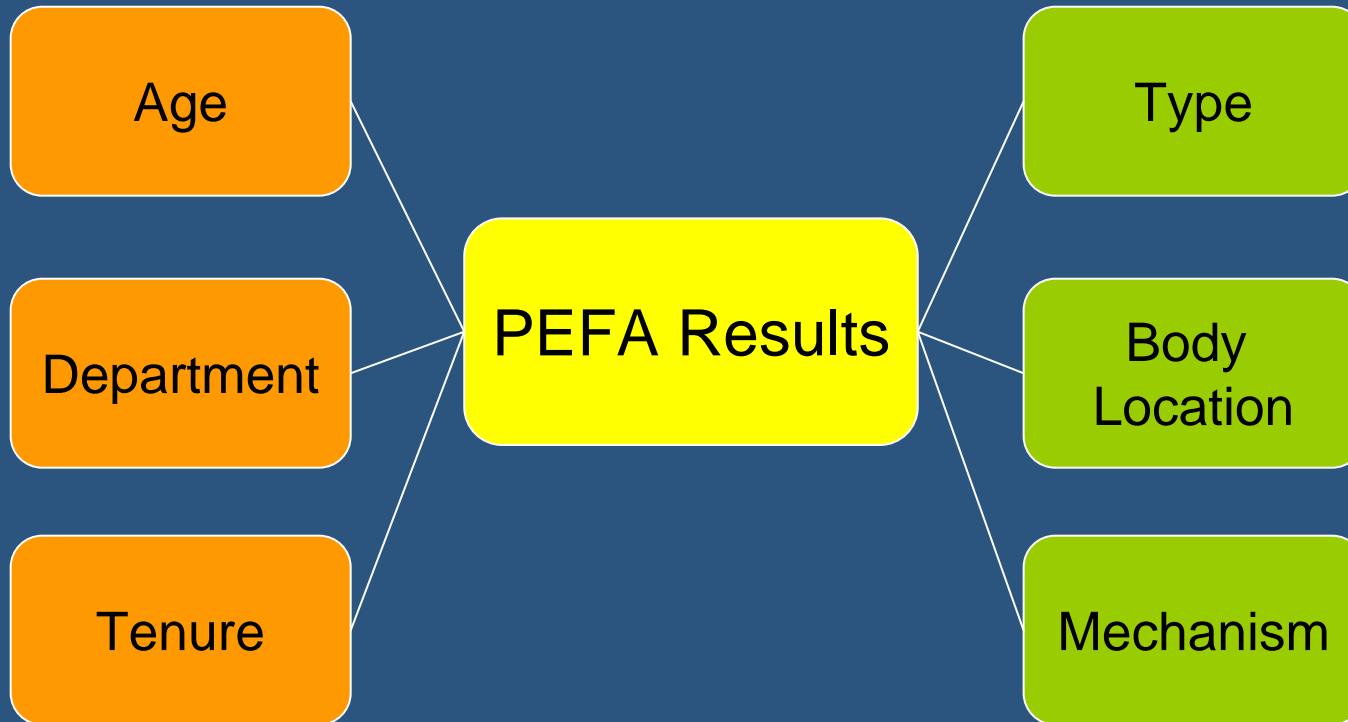 Age
Department
Tenure
PEFA Results
Type
Body
Location
Mechanism